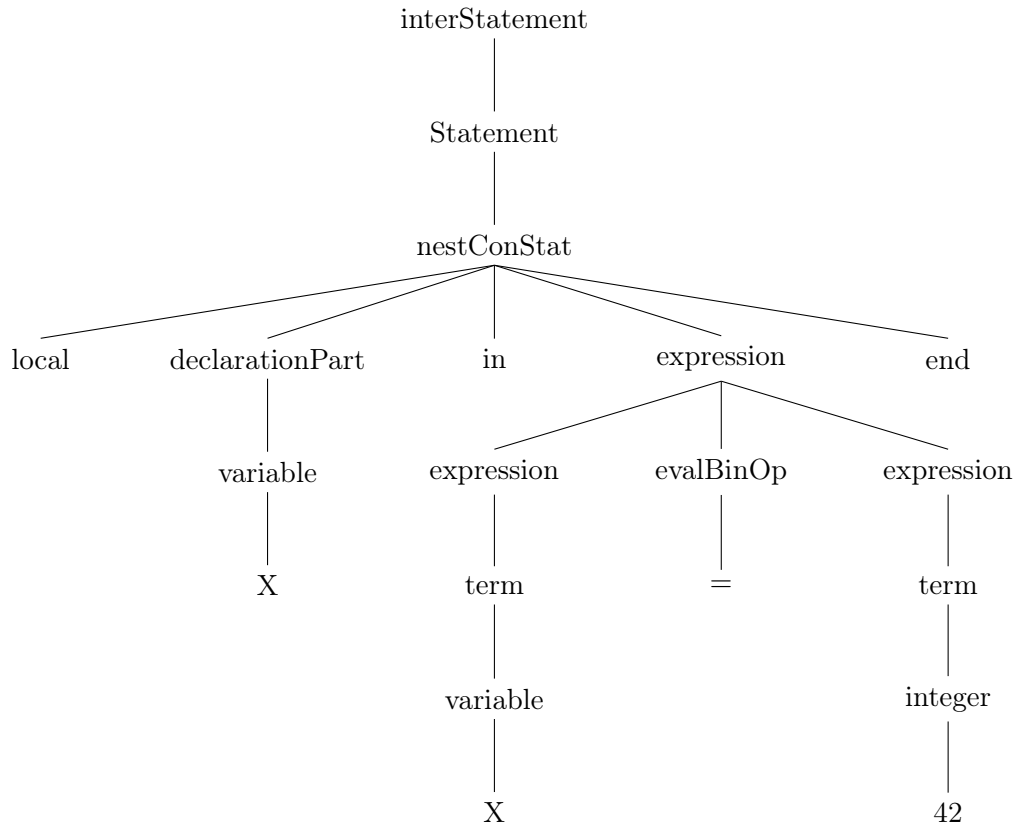 interStatement
Statement
nestConStat
local declarationPart in expression end
variable expression evalBinOp expression
X term = term
variable integer
X 42